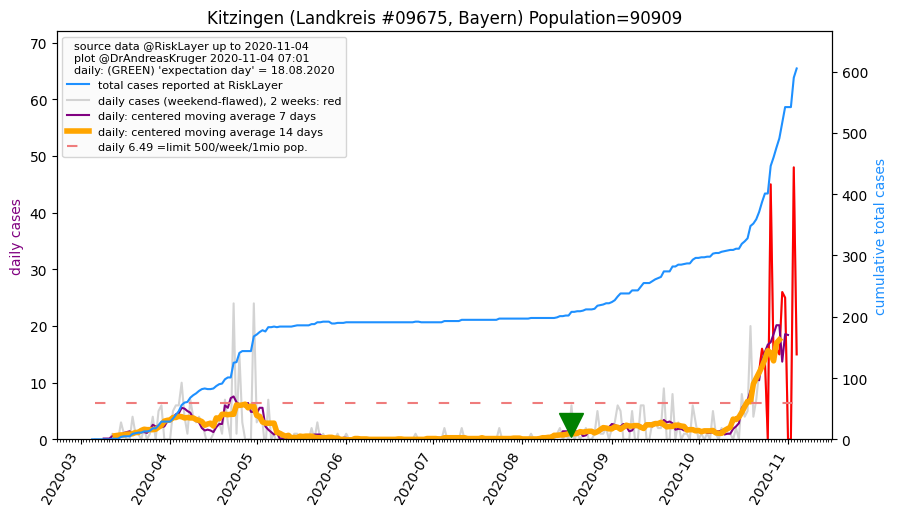 Kitzingen (Landkreis #09675, Bayern) Population=90909
source data @RiskLayer up to 2020-11-04
plot @DrAndreasKruger 2020-11-04 07:01
daily: (GREEN) 'expectation day' = 18.08.2020
total cases reported at RiskLayer
daily cases (weekend-flawed), 2 weeks: red
daily: centered moving average 7 days
daily: centered moving average 14 days
daily 6.49 =limit 500/week/1mio pop.
daily cases
70
60
50
40
30
20
10
0
cumulative total cases
600
500
400
300
200
100
0
2020-03
2020-04
2020-05
2020-06
2020-07
2020-08
2020-09
2020-10
2020-11